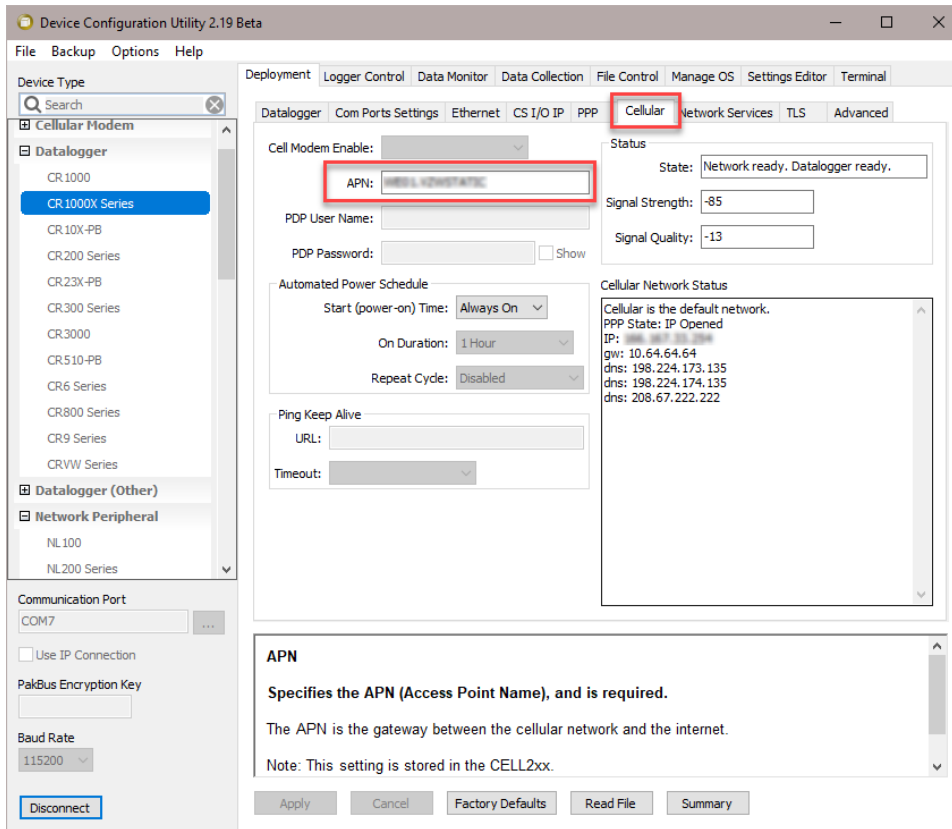 Device Configuration Utility 2.19 Beta
File Backup Options Help
Device Type
Search
Cellular Modem
Datalogger
CR1000
CR1000X Series
CR10X-PB
CR200 Series
CR23X-PB
CR300 Series
CR3000
CR510-PB
CR6 Series
CR800 Series
CR9 Series
CRVW Series
Datalogger (Other)
Network Peripheral
NL100
NL200 Series
Communication Port
COM7
...
Use IP Connection
PakBus Encryption Key
Baud Rate
115200
Disconnect
Deployment Logger Control Data Monitor Data Collection File Control Manage OS Settings Editor Terminal
Datalogger Com Ports Settings Ethernet CS I/O IP PPP Cellular Network Services TLS Advanced
Cell Modem Enable:
APN:
PDP User Name:
PDP Password:
Show
Automated Power Schedule
Start (power-on) Time: Always On
On Duration: 1 Hour
Repeat Cycle: Disabled
Ping Keep Alive
URL:
Timeout:
Status
State: Network ready. Datalogger ready.
Signal Strength: -85
Signal Quality: -13
Cellular Network Status
Cellular is the default network.
PPP State: IP Opened
IP:
gw: 10.64.64.64
dns: 198.224.173.135
dns: 198.224.174.135
dns: 208.67.222.222
APN
Specifies the APN (Access Point Name), and is required.
The APN is the gateway between the cellular network and the internet.
Note: This setting is stored in the CELL2xx.
Apply Cancel Factory Defaults Read File Summary